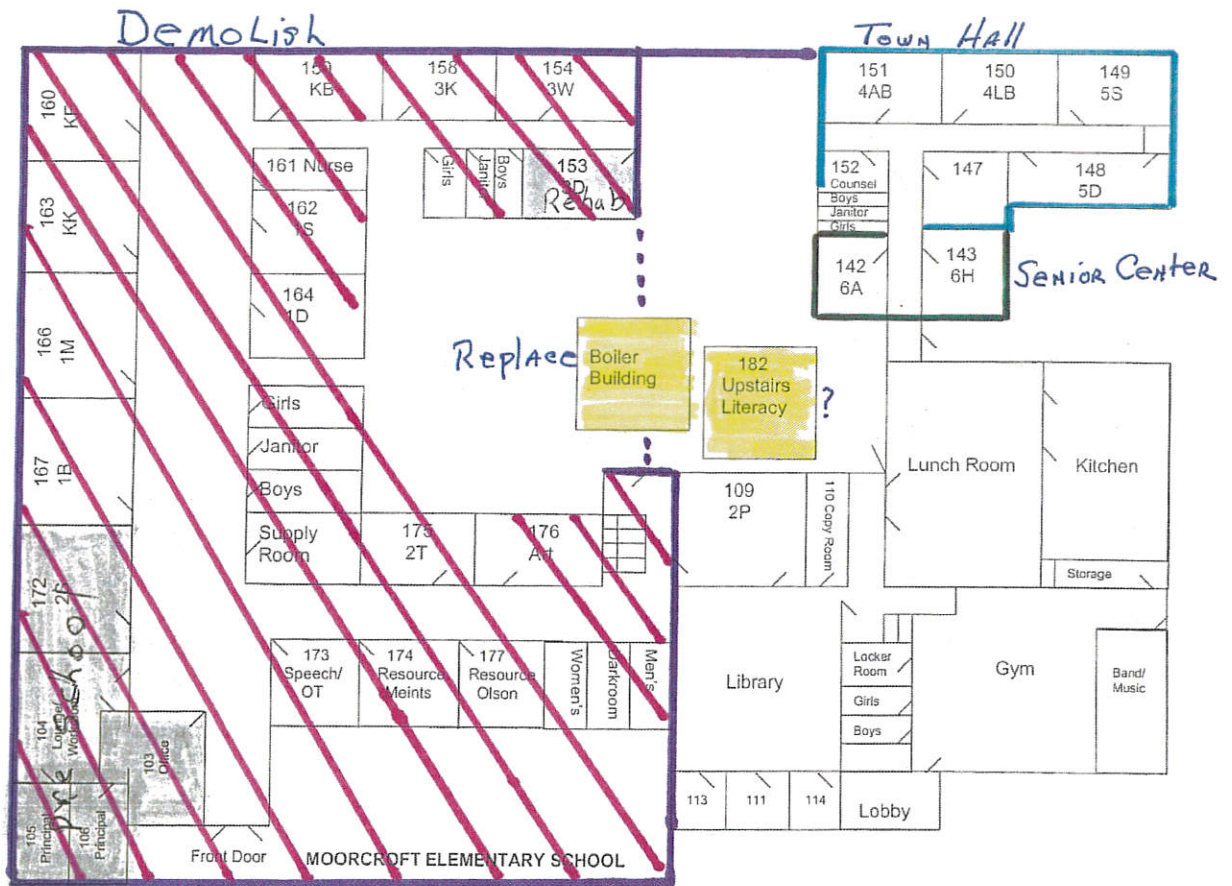 DEMOLISH
TOWN HALL
160
159
KB
158
3K
154
3W
151
4AB
150
4LB
149
5S
163
KK
161 Nurse
162
1S
164
1D
Girls
Janitor
Boys
153
3D
Rehab
152
Counsel
Boys
Janitor
Girls
147
148
5D
142
6A
143
6H
SENIOR CENTER
166
1M
167
1B
Replace
Boiler
Building
182
Upstairs
Literacy
?
Girls
Janitor
Boys
Supply
Room
175
2T
176
Art
109
2P
110 Copy Room
Lunch Room
Kitchen
Storage
172
Preschool
104
103
Office
105
Principal
106
Principal
173
Speech/
OT
174
Resource
Meints
177
Resource
Olson
Women's
Darkroom
Men's
Library
Locker
Room
Girls
Boys
Gym
Band/
Music
113
111
114
Lobby
Front Door
MOORCROFT ELEMENTARY SCHOOL